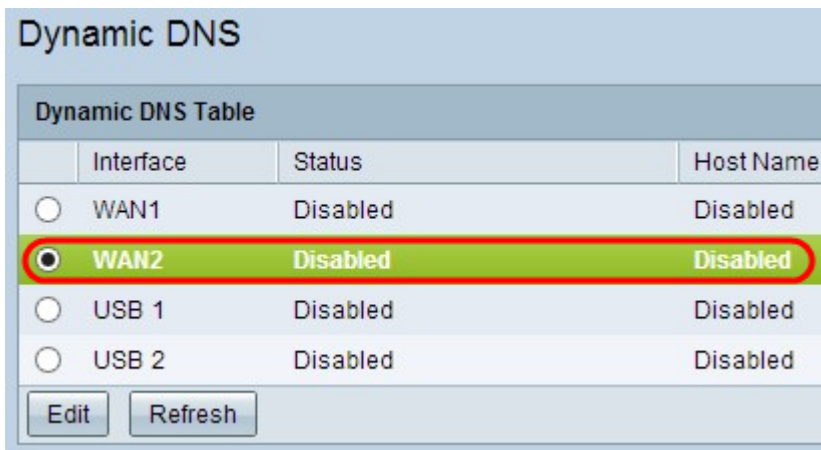 Dynamic DNS
Dynamic DNS Table
Interface Status Host Name
WAN1 Disabled Disabled
WAN2 Disabled Disabled
USB 1 Disabled Disabled
USB 2 Disabled Disabled
Edit Refresh